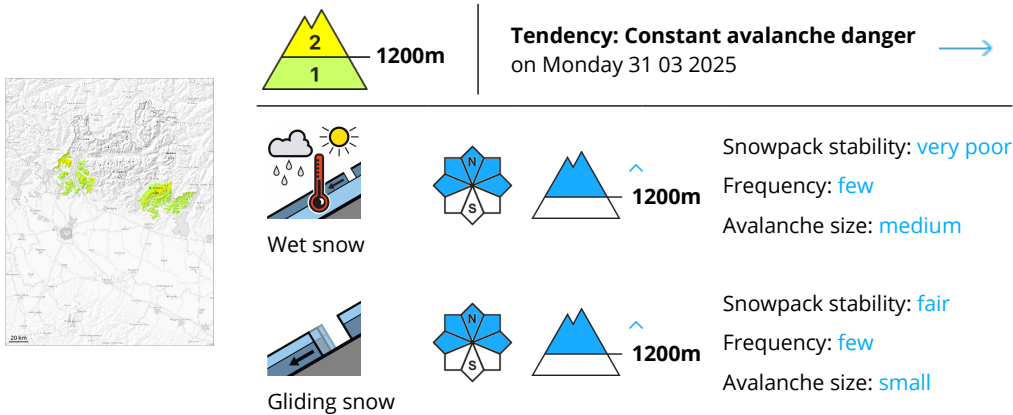 2
1
1200m
Tendency: Constant avalanche danger
on Monday 31 03 2025
20 km
N
S
1200m
Wet snow
Snowpack stability: very poor
Frequency: few
Avalanche size: medium
N
S
1200m
Gliding snow
Snowpack stability: fair
Frequency: few
Avalanche size: small